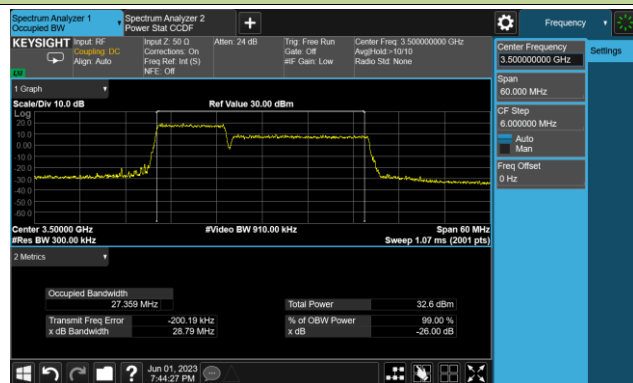 Spectrum Analyzer 1
Occupied BW
Spectrum Analyzer 2
Power Stat CCDF
Frequency
KEYSIGHT
Input: RF
Coupling: DC
Align: Auto
Input Z: 50 Ω
Corrections: On
Freq Ref: Int (S)
NFE: Off
Atten: 24 dB
Trig: Free Run
Gate: Off
#IF Gain: Low
Center Freq: 3.500000000 GHz
Avg|Hold:>10/10
Radio Std: None
Center Frequency
3.500000000 GHz
Settings
Span
60.000 MHz
CF Step
6.000000 MHz
Auto
Man
Freq Offset
0 Hz
1 Graph
Scale/Div 10.0 dB
Ref Value 30.00 dBm
Log
20.0
10.0
0.00
-10.0
-20.0
-30.0
-40.0
-50.0
-60.0
Center 3.50000 GHz
#Video BW 910.00 kHz
Span 60 MHz
#Res BW 300.00 kHz
Sweep 1.07 ms (2001 pts)
2 Metrics
Occupied Bandwidth
27.359 MHz
Total Power
32.6 dBm
Transmit Freq Error
-200.19 kHz
% of OBW Power
99.00 %
x dB Bandwidth
28.79 MHz
x dB
-26.00 dB
?
Jun 01, 2023
7:44:27 PM